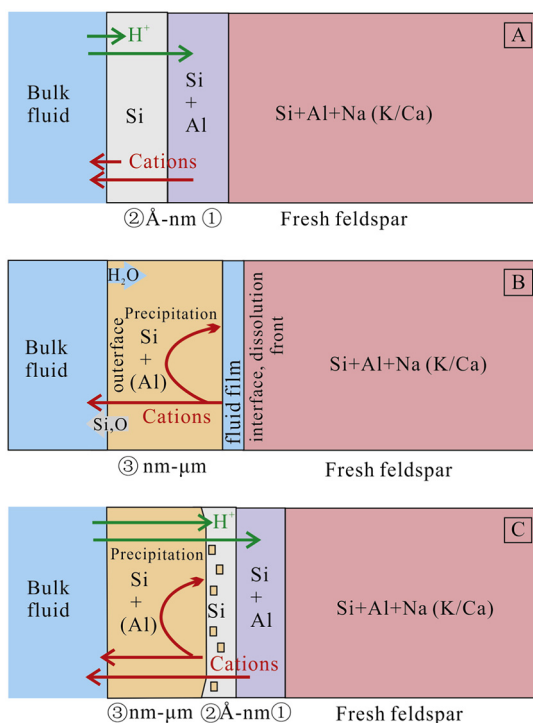 A
H⁺
Bulk
fluid
Si
Si
+
Al
Si+Al+Na (K/Ca)
Cations
②Å-nm ①
Fresh feldspar
B
H₂O
Precipitation
Bulk
fluid
outerface
Si
+
(Al)
fluid film
interface, dissolution
front
Si+Al+Na (K/Ca)
Cations
Si,O
③ nm-μm
Fresh feldspar
C
H⁺
Precipitation
Bulk
fluid
Si
+
(Al)
Si
Si
+
Al
Si+Al+Na (K/Ca)
Cations
③nm-μm
②Å-nm①
Fresh feldspar